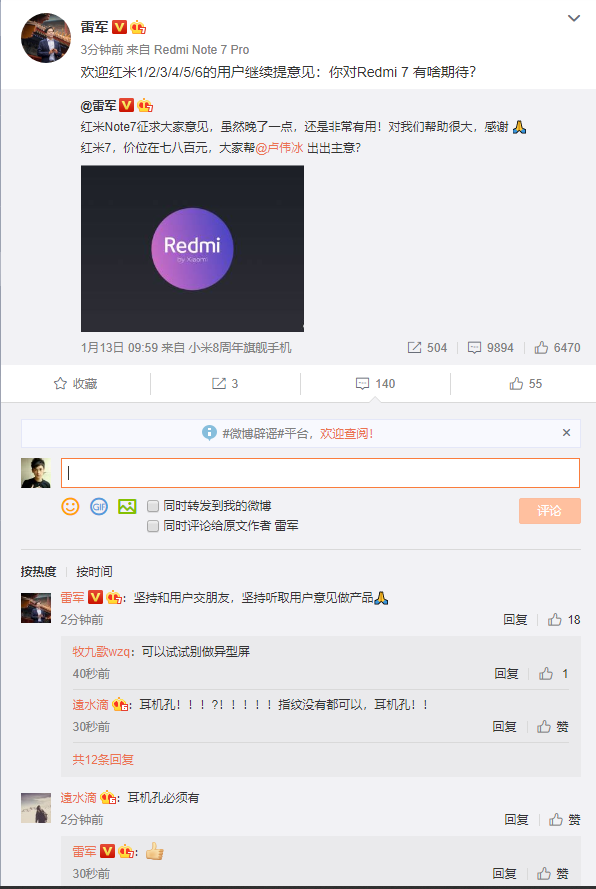 雷军
3分钟前 来自 Redmi Note 7 Pro
欢迎红米1/2/3/4/5/6的用户继续提意见：你对Redmi 7 有啥期待？
@雷军
红米Note7征求大家意见，虽然晚了一点，还是非常有用！对我们帮助很大，感谢🙏
红米7，价位在七八百元，大家帮@卢伟冰 出出主意？
Redmi
by Xiaomi
1月13日 09:59 来自 小米8周年旗舰手机 504 9894 6470
收藏 3 140 55
#微博辟谣#平台，欢迎查阅！ ×
GIF 同时转发到我的微博 评论
同时评论给原文作者 雷军
按热度 按时间
雷军：坚持和用户交朋友，坚持听取用户意见做产品🙏
2分钟前 回复 18
牧九歌wzq：可以试试别做异型屏
40秒前 回复 1
遠水滴：耳机孔！！！?！！！！！指纹没有都可以，耳机孔！！
30秒前 回复 赞
共12条回复
遠水滴：耳机孔必须有
2分钟前 回复 赞
雷军：👍
30秒前 回复 赞